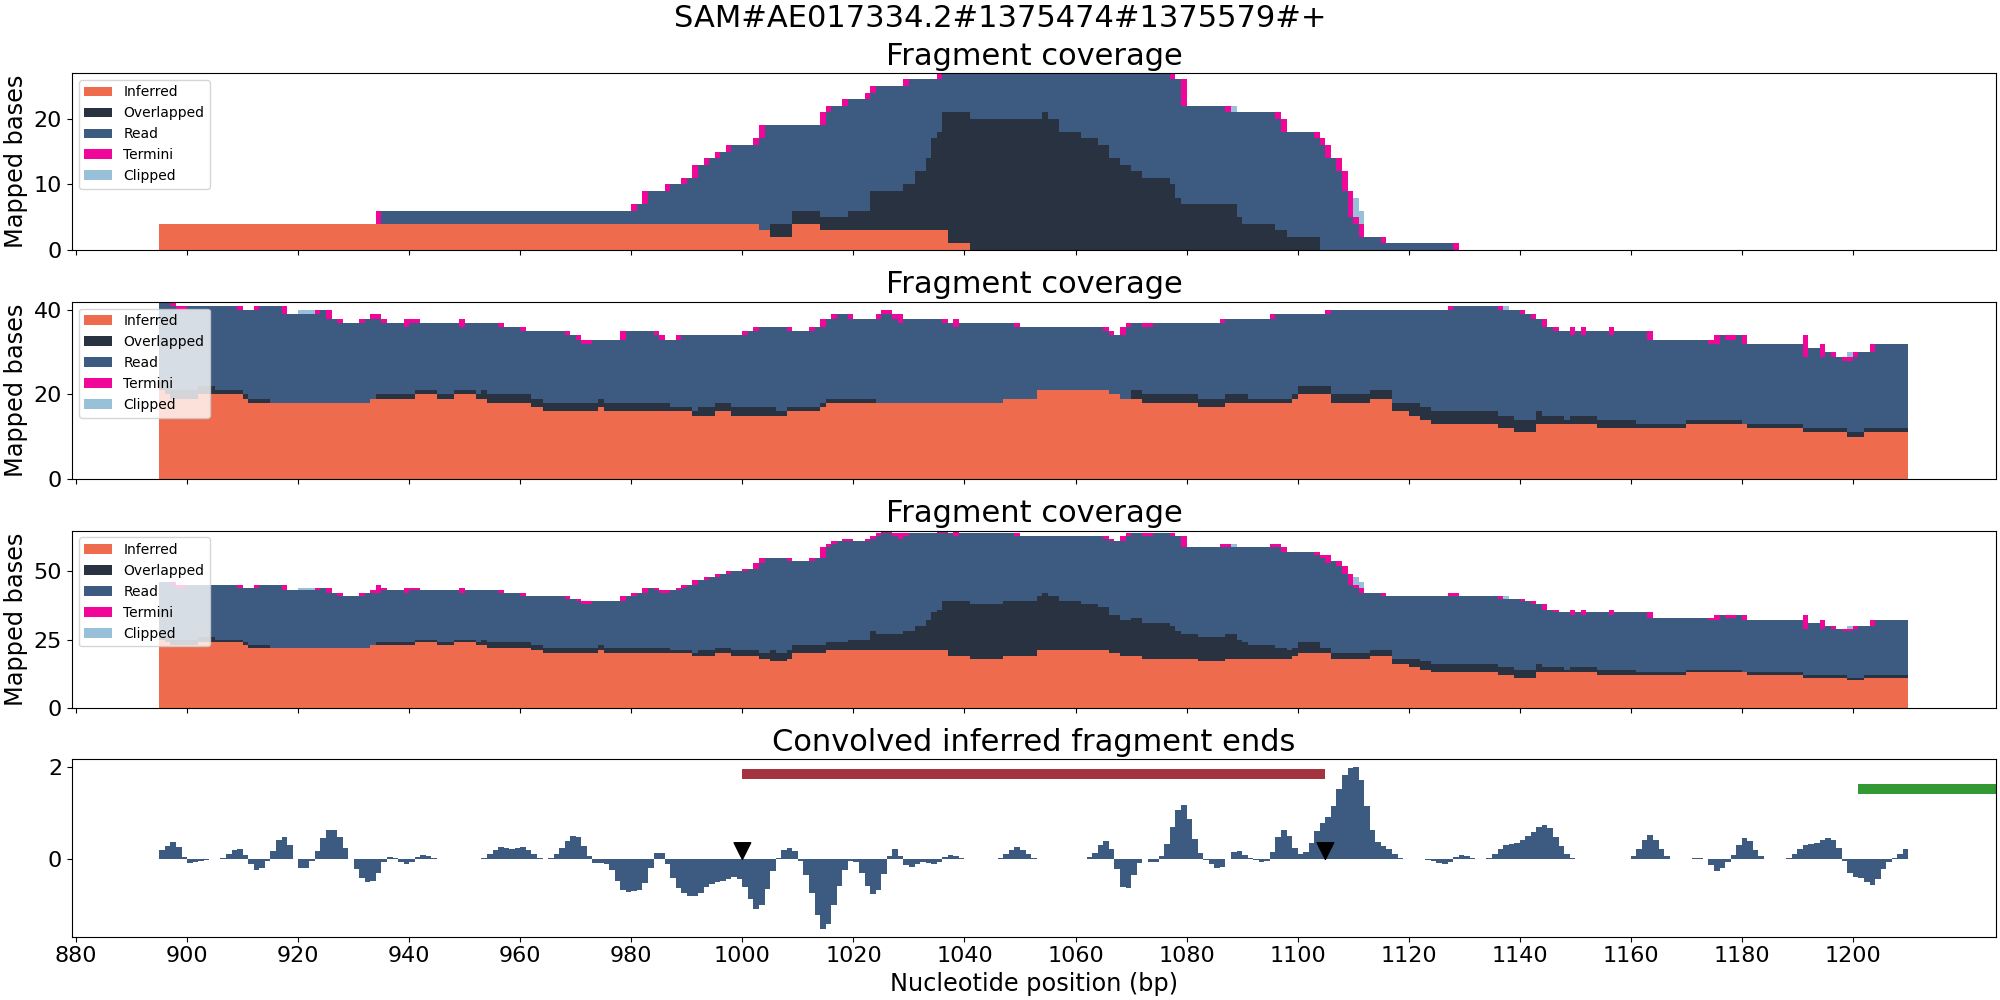 SAM#AE017334.2#1375474#1375579#+
Fragment coverage
Mapped bases
20
10
0
Inferred
Overlapped
Read
Termini
Clipped
Fragment coverage
Mapped bases
40
20
0
Inferred
Overlapped
Read
Termini
Clipped
Fragment coverage
Mapped bases
50
25
0
Inferred
Overlapped
Read
Termini
Clipped
Convolved inferred fragment ends
2
0
880 900 920 940 960 980 1000 1020 1040 1060 1080 1100 1120 1140 1160 1180 1200
Nucleotide position (bp)